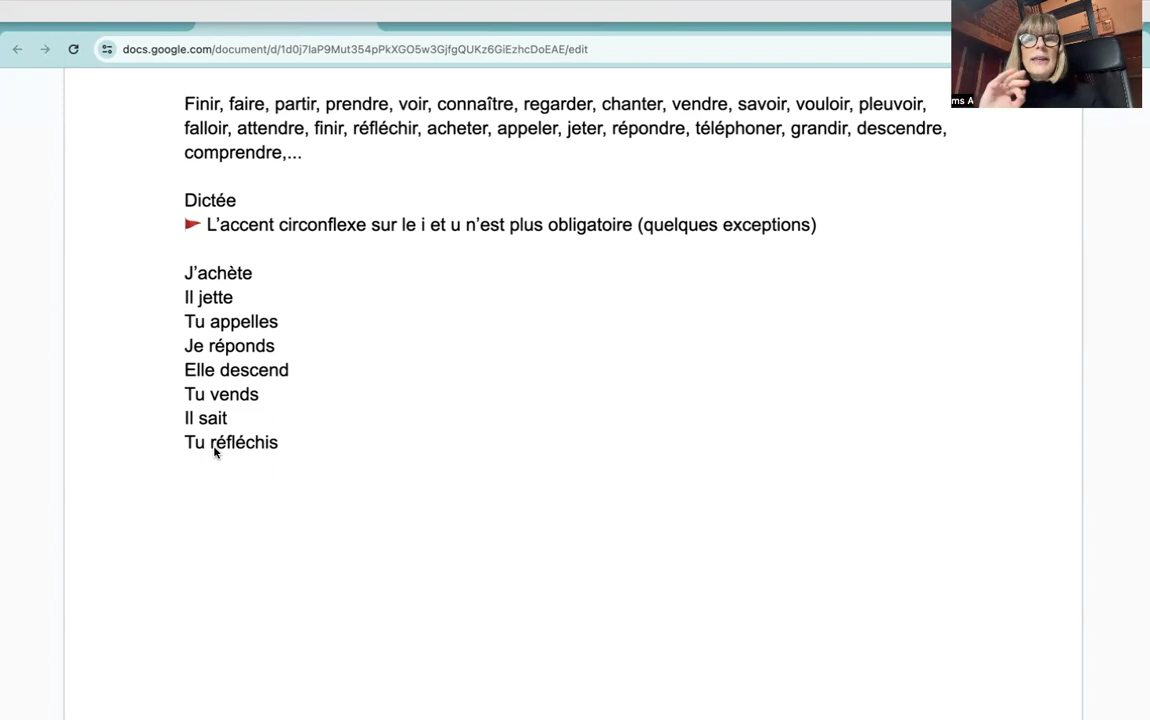 docs.google.com/document/d/1d0j7IaP9Mut354pPkXGO5w3GjfgQUKz6GiEzhcDoEAE/edit
ms A
Finir, faire, partir, prendre, voir, connaître, regarder, chanter, vendre, savoir, vouloir, pleuvoir,
falloir, attendre, finir, réfléchir, acheter, appeler, jeter, répondre, téléphoner, grandir, descendre,
comprendre,...
Dictée
L’accent circonflexe sur le i et u n’est plus obligatoire (quelques exceptions)
J’achète
Il jette
Tu appelles
Je réponds
Elle descend
Tu vends
Il sait
Tu réfléchis